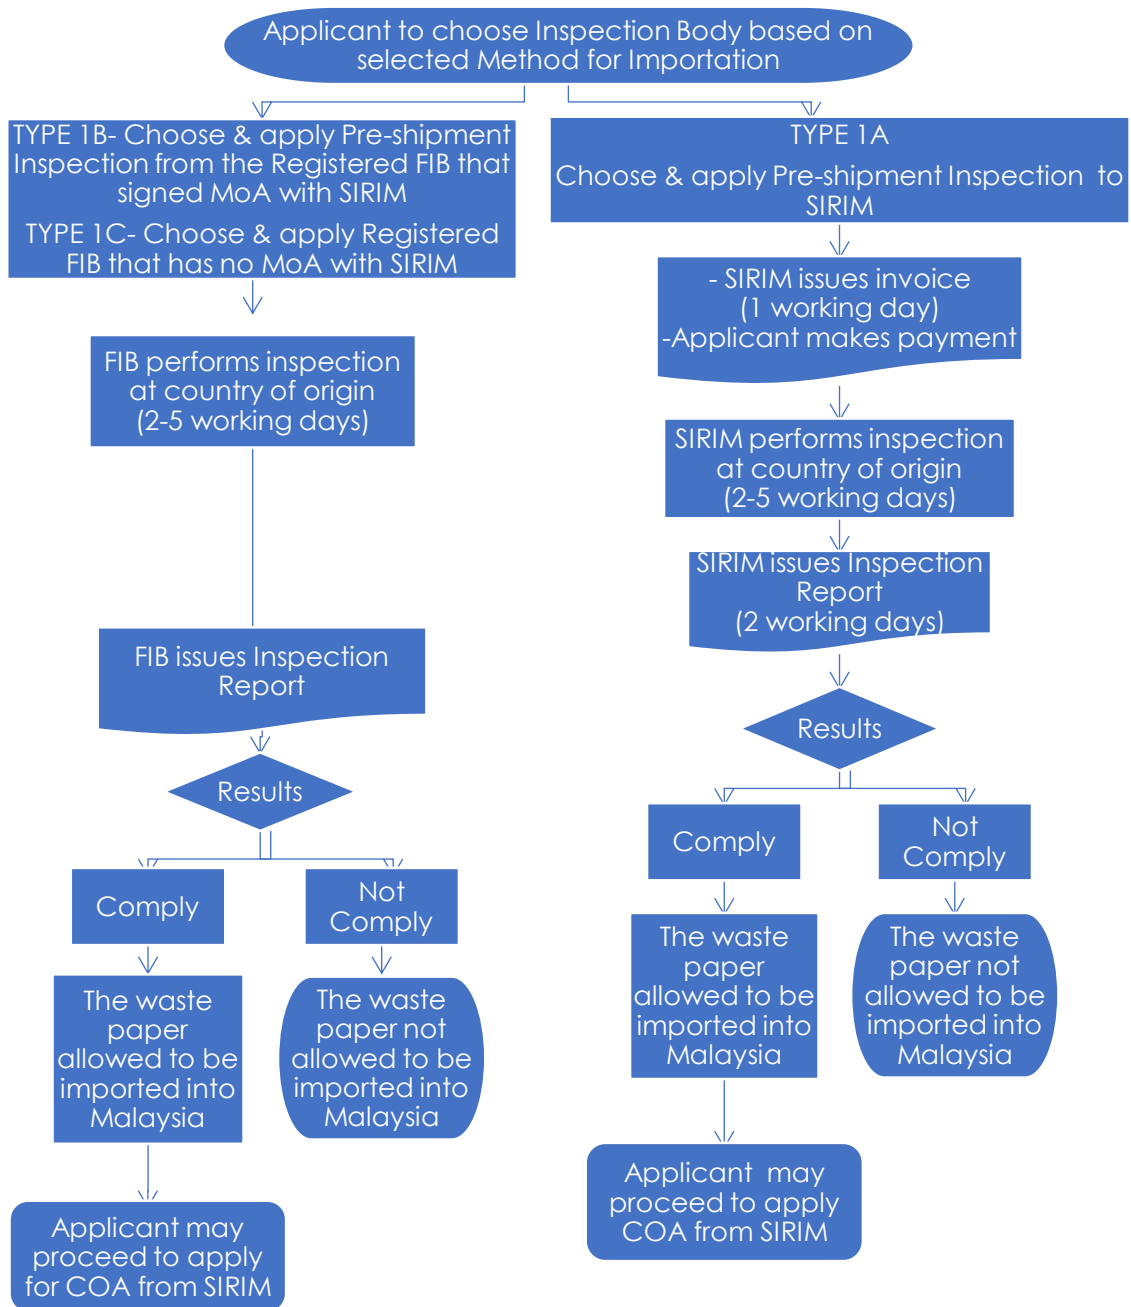 Applicant to choose Inspection Body based on
selected Method for Importation
TYPE 1B- Choose & apply Pre-shipment
Inspection from the Registered FIB that
signed MoA with SIRIM
TYPE 1C- Choose & apply Registered
FIB that has no MoA with SIRIM
FIB performs inspection
at country of origin
(2-5 working days)
FIB issues Inspection
Report
Results
Comply
Not
Comply
The waste
paper
allowed to be
imported into
Malaysia
The waste
paper not
allowed to be
imported into
Malaysia
Applicant may
proceed to apply
for COA from SIRIM
TYPE 1A
Choose & apply Pre-shipment Inspection to
SIRIM
- SIRIM issues invoice
(1 working day)
-Applicant makes payment
SIRIM performs inspection
at country of origin
(2-5 working days)
SIRIM issues Inspection
Report
(2 working days)
Results
Comply
Not
Comply
The waste
paper
allowed to be
imported into
Malaysia
The waste
paper not
allowed to be
imported into
Malaysia
Applicant may
proceed to apply
COA from SIRIM